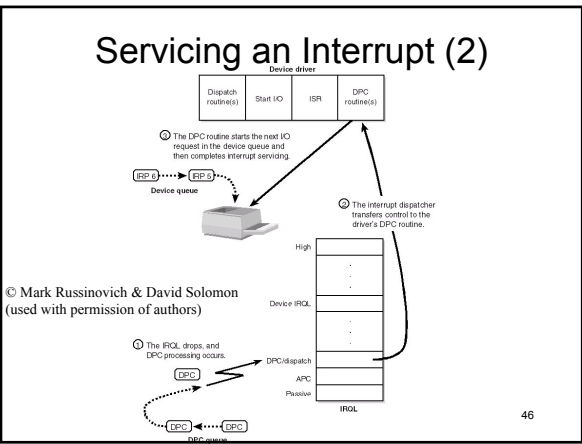 Servicing an Interrupt (2)
Device driver
Dispatch
routine(s)
Start I/O
ISR
DPC
routine(s)
③ The DPC routine starts the next I/O
request in the device queue and
then completes interrupt servicing.
IRP 6
IRP 5
Device queue
② The interrupt dispatcher
transfers control to the
driver's DPC routine.
High
Device IRQL
© Mark Russinovich & David Solomon
(used with permission of authors)
① The IRQL drops, and
DPC processing occurs.
DPC
DPC/dispatch
APC
Passive
IRQL
DPC
DPC
DPC queue
46